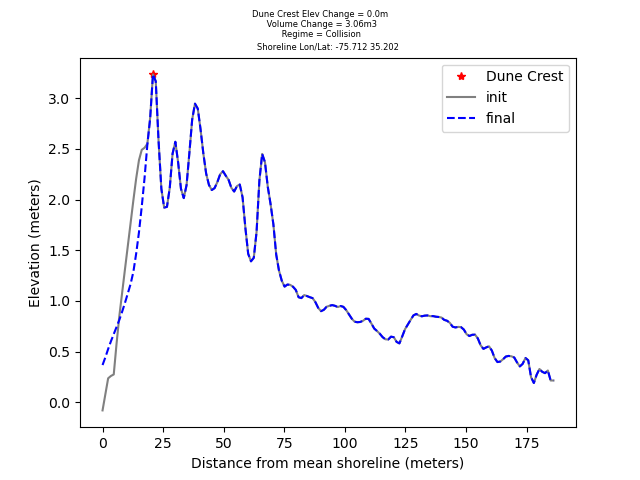 Dune Crest Elev Change = 0.0m
Volume Change = 3.06m3
Regime = Collision
Shoreline Lon/Lat: -75.712 35.202
Dune Crest
init
final
Elevation (meters)
3.0
2.5
2.0
1.5
1.0
0.5
0.0
0 25 50 75 100 125 150 175
Distance from mean shoreline (meters)